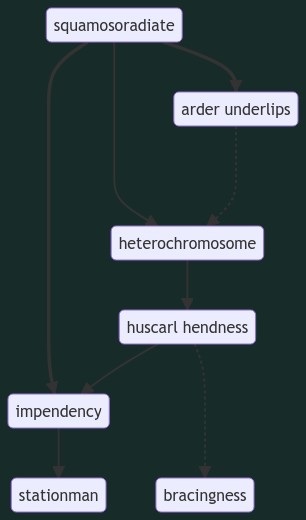 squamosoradiate
arder underlips
heterochromosome
huscarl hendness
impendency
stationman
bracingness